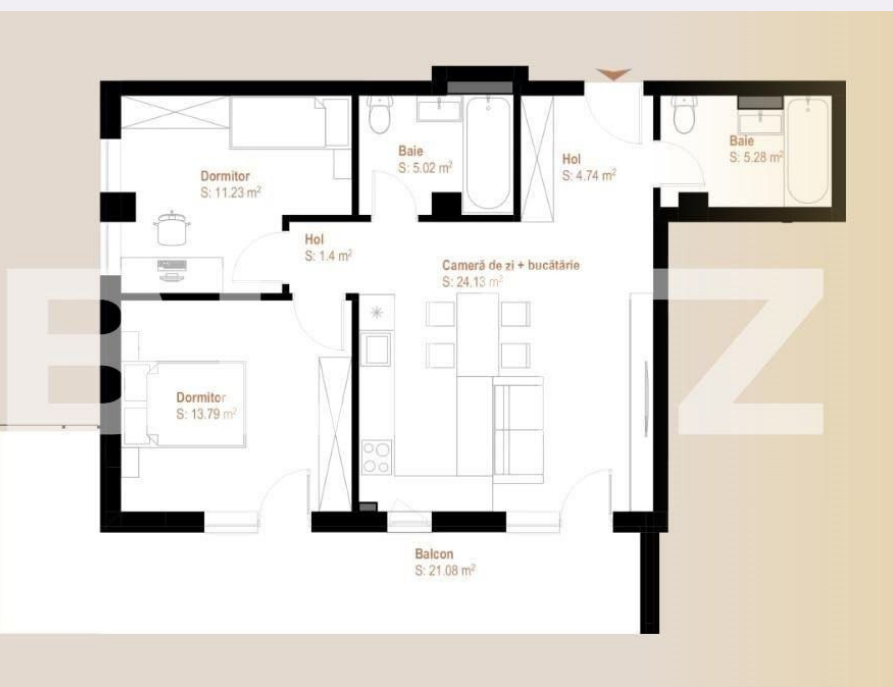 Dormitor
S: 11.23 m²
Baie
S: 5.02 m²
Hol
S: 4.74 m²
Baie
S: 5.28 m²
Hol
S: 1.4 m²
Cameră de zi + bucătărie
S: 24.13 m²
Dormitor
S: 13.79 m²
Balcon
S: 21.08 m²